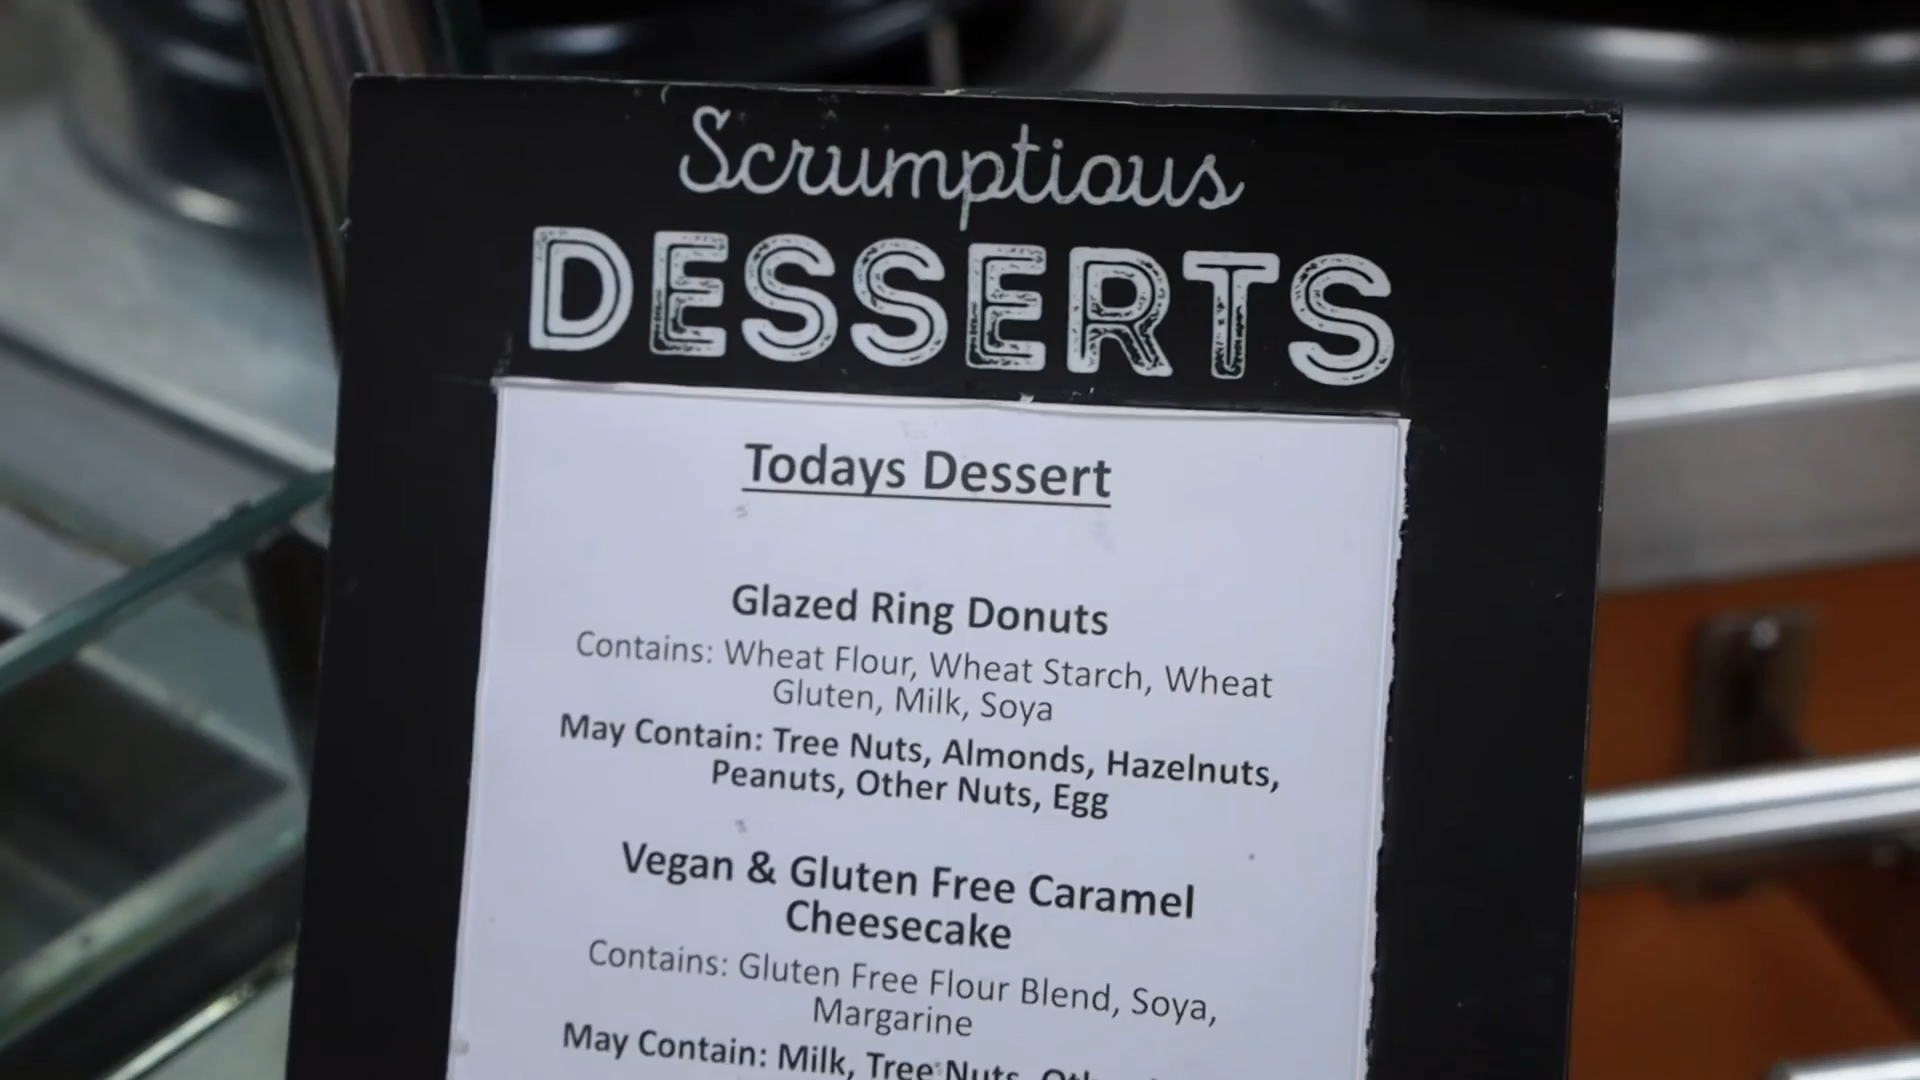 Scrumptious
DESSERTS
Todays Dessert
Glazed Ring Donuts
Contains: Wheat Flour, Wheat Starch, Wheat
Gluten, Milk, Soya
May Contain: Tree Nuts, Almonds, Hazelnuts,
Peanuts, Other Nuts, Egg
Vegan & Gluten Free Caramel
Cheesecake
Contains: Gluten Free Flour Blend, Soya,
Margarine
May Contain: Milk, Tree Nuts,